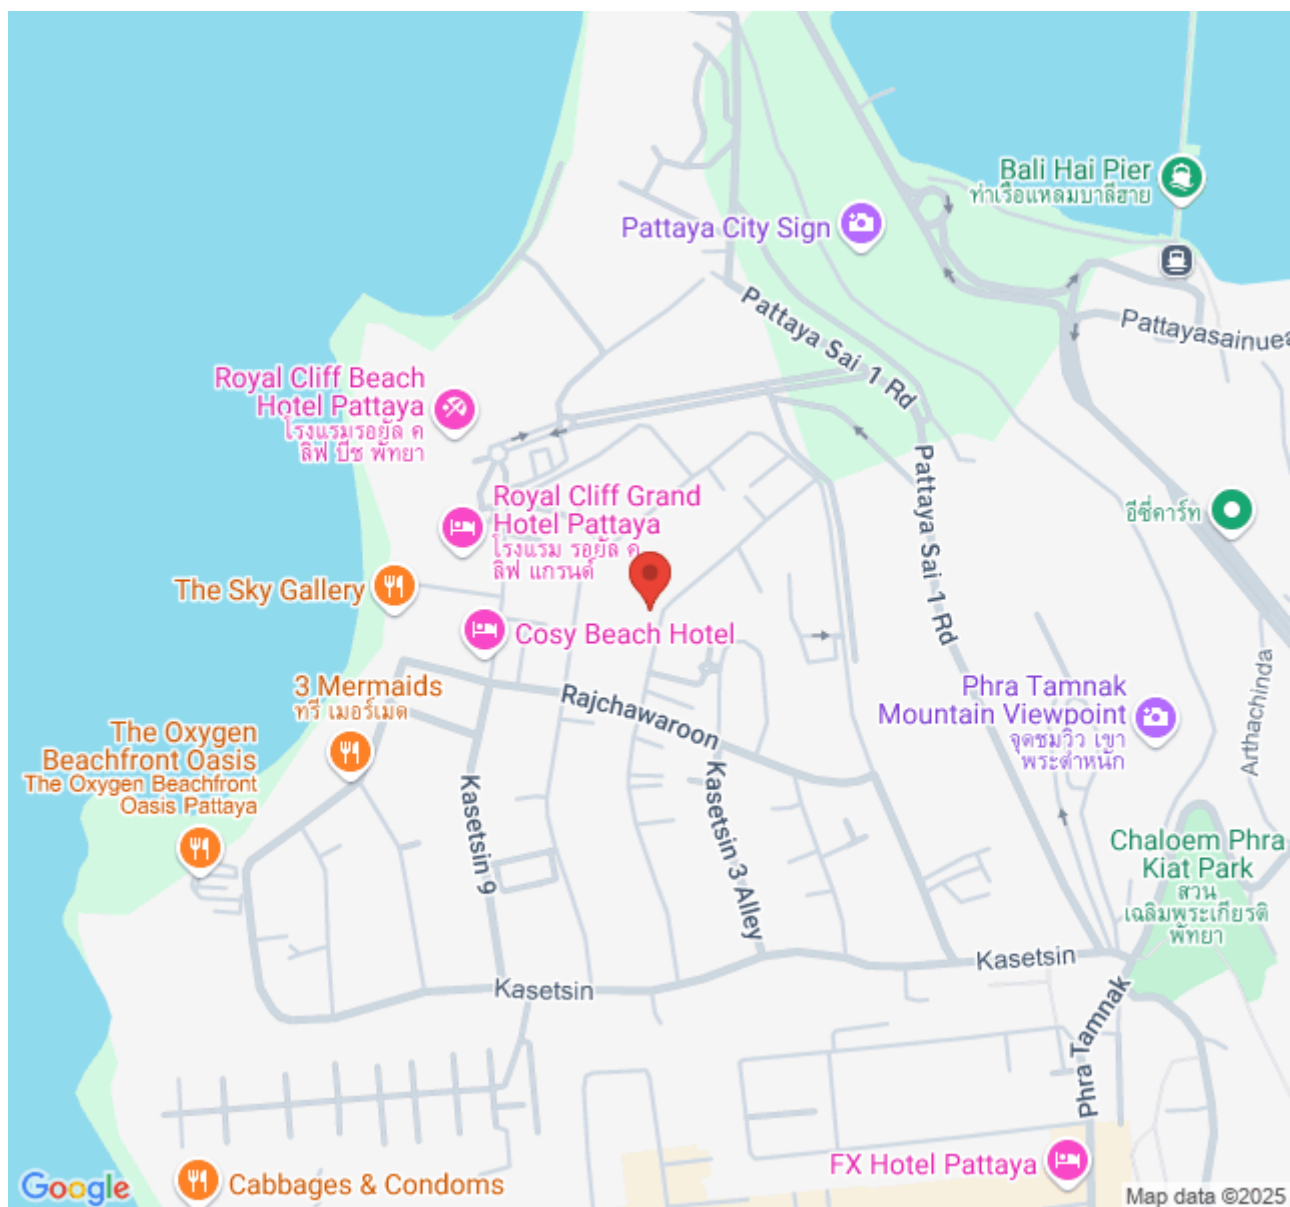 Bali Hai Pier
ท่าเรือแหลมบาลีฮาย
Pattaya City Sign
Pattaya Sai 1 Rd
Pattayasainuea
Royal Cliff Beach
Hotel Pattaya
โรงแรมรอยัล ค
ลิฟ บีช พัทยา
Pattaya Sai 1 Rd
Royal Cliff Grand
Hotel Pattaya
โรงแรม รอยัล ค
ลิฟ แกรนด์
อีซี่คาร์ท
The Sky Gallery
Cosy Beach Hotel
Arthachinda
3 Mermaids
ทรี เมอร์เมด
Rajchawaroon
Phra Tamnak
Mountain Viewpoint
จุดชมวิว เขา
พระตำหนัก
The Oxygen
Beachfront Oasis
The Oxygen Beachfront
Oasis Pattaya
Kasetsin 9
Kasetsin 3 Alley
Chaloem Phra
Kiat Park
สวน
เฉลิมพระเกียรติ
พัทยา
Kasetsin
Kasetsin
Phra Tamnak
FX Hotel Pattaya
Cabbages & Condoms
Google
Map data ©2025